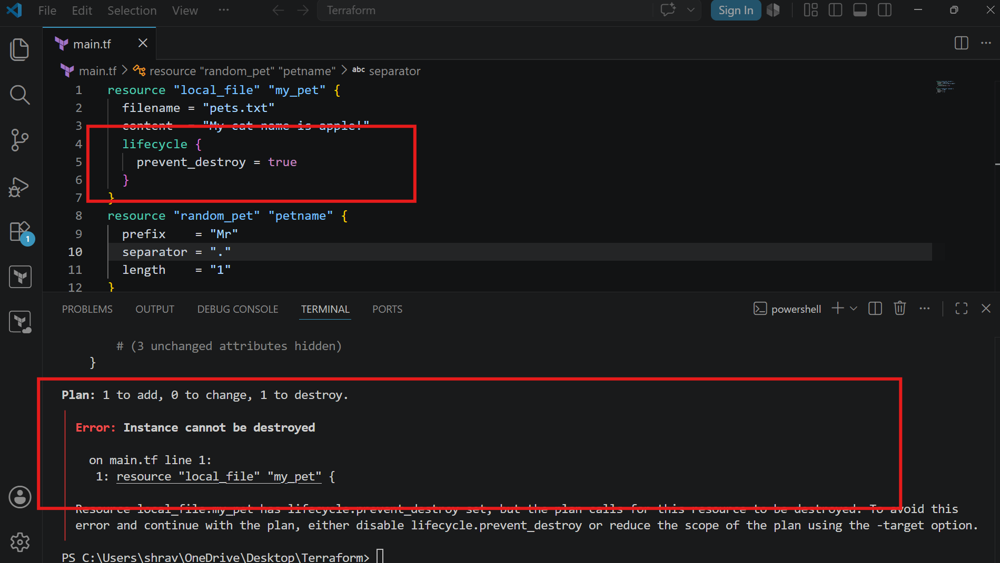 File Edit Selection View ··· Terraform Sign In
main.tf
main.tf > resource "random_pet" "petname" > abc separator
1 resource "local_file" "my_pet" {
2 filename = "pets.txt"
3 content = "My cat name is apple!"
4 lifecycle {
5 prevent_destroy = true
6 }
7 }
8 resource "random_pet" "petname" {
9 prefix = "Mr"
10 separator = "."
11 length = "1"
12 }
1
PROBLEMS OUTPUT DEBUG CONSOLE TERMINAL PORTS powershell
# (3 unchanged attributes hidden)
}
Plan: 1 to add, 0 to change, 1 to destroy.
Error: Instance cannot be destroyed
on main.tf line 1:
1: resource "local_file" "my_pet" {
Resource local_file.my_pet has lifecycle.prevent_destroy set, but the plan calls for this resource to be destroyed. To avoid this
error and continue with the plan, either disable lifecycle.prevent_destroy or reduce the scope of the plan using the -target option.
PS C:\Users\shrav\OneDrive\Desktop\Terraform>